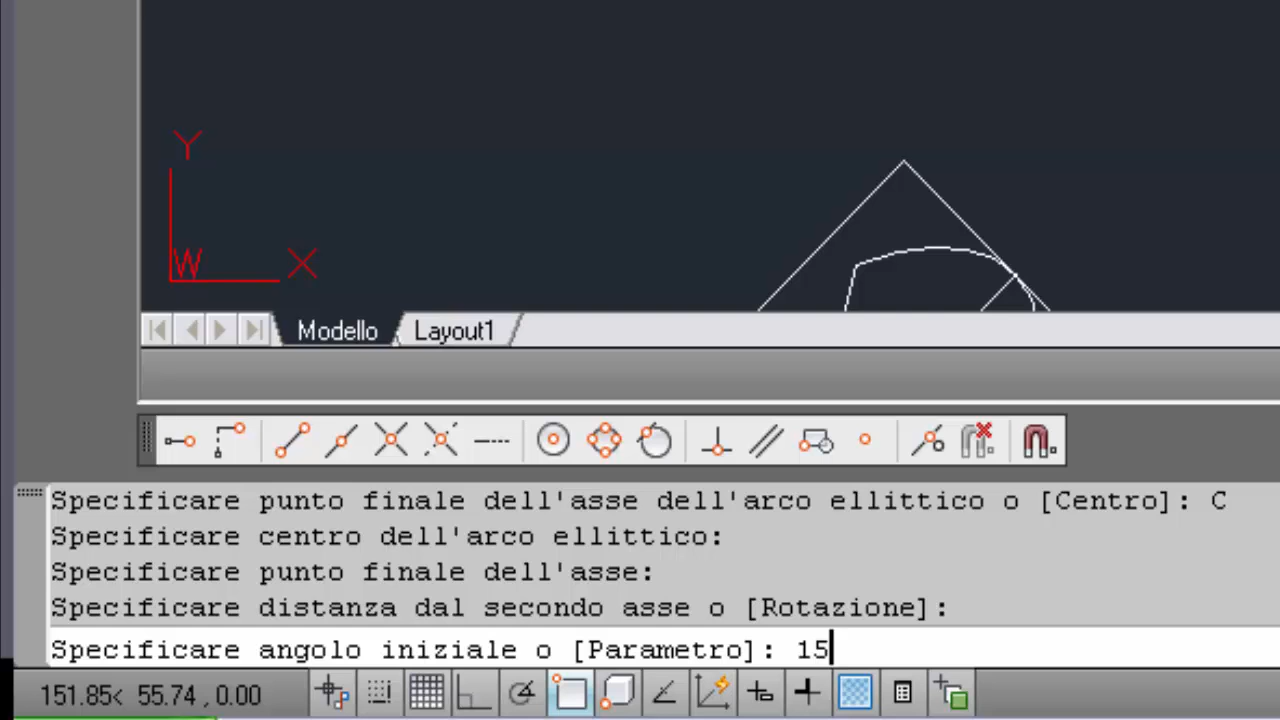 Y
W X
Modello Layout1
Specificare punto finale dell'asse dell'arco ellittico o [Centro]: C
Specificare centro dell'arco ellittico:
Specificare punto finale dell'asse:
Specificare distanza dal secondo asse o [Rotazione]:
Specificare angolo iniziale o [Parametro]: 15
151.85< 55.74 , 0.00